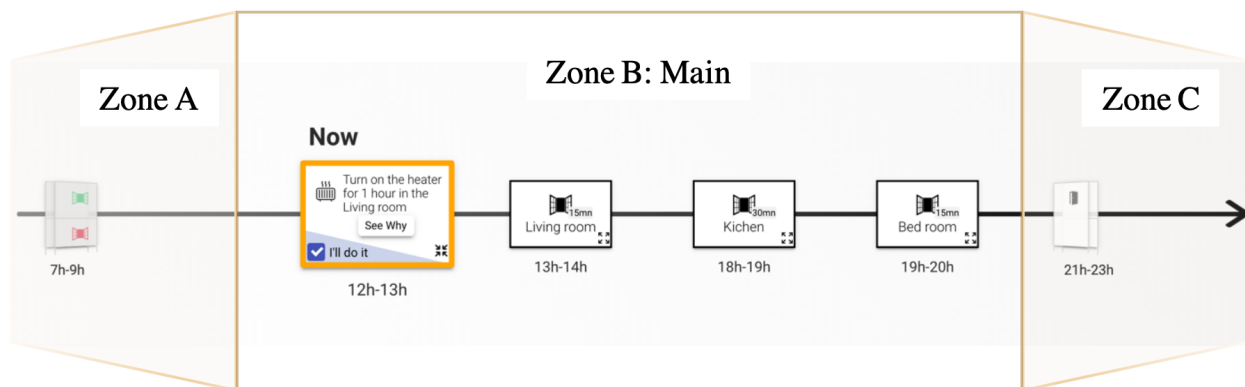 Zone A
Zone B: Main
Zone C
Now
Turn on the heater
for 1 hour in the
Living room
See Why
I'll do it
15mn
Living room
30mn
Kichen
15mn
Bed room
7h-9h
12h-13h
13h-14h
18h-19h
19h-20h
21h-23h